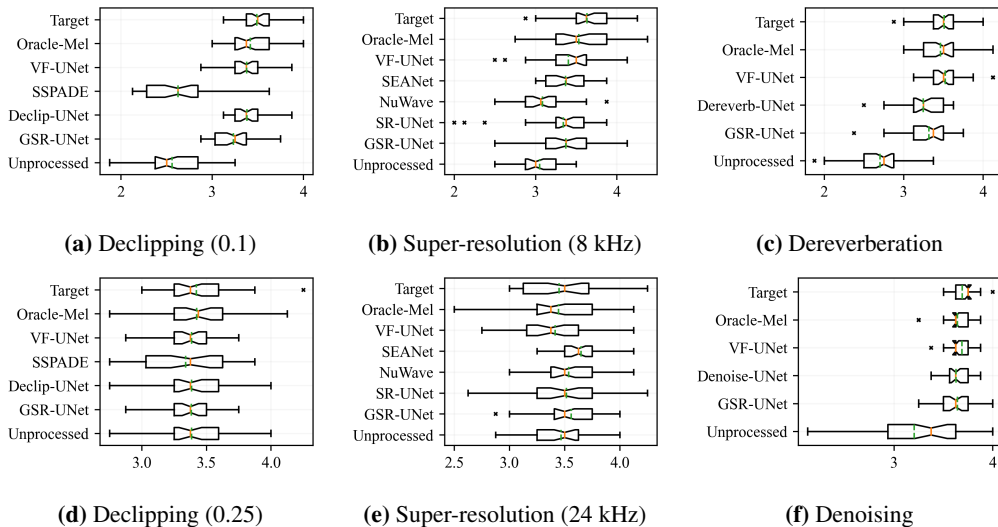 Target
Oracle-Mel
VF-UNet
SSPADE
Declip-UNet
GSR-UNet
Unprocessed
2 3 4
(a) Declipping (0.1)
Target
Oracle-Mel
VF-UNet
SEANet
NuWave
SR-UNet
GSR-UNet
Unprocessed
2 3 4
(b) Super-resolution (8 kHz)
Target
Oracle-Mel
VF-UNet
Dereverb-UNet
GSR-UNet
Unprocessed
2 3 4
(c) Dereverberation
Target
Oracle-Mel
VF-UNet
SSPADE
Declip-UNet
GSR-UNet
Unprocessed
3.0 3.5 4.0
(d) Declipping (0.25)
Target
Oracle-Mel
VF-UNet
SEANet
NuWave
SR-UNet
GSR-UNet
Unprocessed
2.5 3.0 3.5 4.0
(e) Super-resolution (24 kHz)
Target
Oracle-Mel
VF-UNet
Denoise-UNet
GSR-UNet
Unprocessed
3 4
(f) Denoising